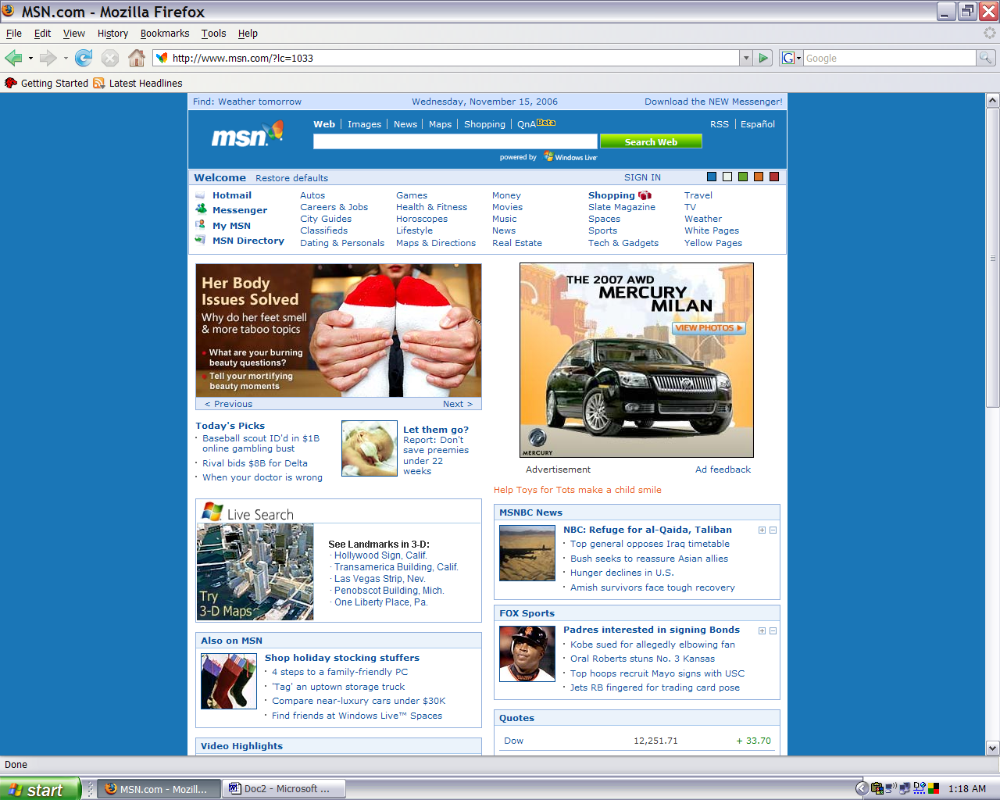 MSN.com - Mozilla Firefox
File Edit View History Bookmarks Tools Help
http://www.msn.com/?lc=1033
G Google
Getting Started Latest Headlines
Find: Weather tomorrow Wednesday, November 15, 2006 Download the NEW Messenger!
msn
Web Images News Maps Shopping QnA Beta RSS Español
Search Web
powered by Windows Live
Welcome Restore defaults SIGN IN
Hotmail
Messenger
My MSN
MSN Directory
Autos
Careers & Jobs
City Guides
Classifieds
Dating & Personals
Games
Health & Fitness
Horoscopes
Lifestyle
Maps & Directions
Money
Movies
Music
News
Real Estate
Shopping
Slate Magazine
Spaces
Sports
Tech & Gadgets
Travel
TV
Weather
White Pages
Yellow Pages
Her Body
Issues Solved
Why do her feet smell
& more taboo topics
What are your burning
beauty questions?
Tell your mortifying
beauty moments
< Previous Next >
Today's Picks
· Baseball scout ID'd in $1B
online gambling bust
· Rival bids $8B for Delta
· When your doctor is wrong
Let them go?
Report: Don't
save preemies
under 22
weeks
Live Search
Try
3-D Maps
See Landmarks in 3-D:
· Hollywood Sign, Calif.
· Transamerica Building, Calif.
· Las Vegas Strip, Nev.
· Penobscot Building, Mich.
· One Liberty Place, Pa.
Also on MSN
Shop holiday stocking stuffers
· 4 steps to a family-friendly PC
· 'Tag' an uptown storage truck
· Compare near-luxury cars under $30K
· Find friends at Windows Live™ Spaces
Video Highlights
THE 2007 AWD
MERCURY
MILAN
VIEW PHOTOS
MERCURY
Advertisement Ad feedback
Help Toys for Tots make a child smile
MSNBC News
NBC: Refuge for al-Qaida, Taliban
· Top general opposes Iraq timetable
· Bush seeks to reassure Asian allies
· Hunger declines in U.S.
· Amish survivors face tough recovery
FOX Sports
Padres interested in signing Bonds
· Kobe sued for allegedly elbowing fan
· Oral Roberts stuns No. 3 Kansas
· Top hoops recruit Mayo signs with USC
· Jets RB fingered for trading card pose
Quotes
Dow 12,251.71 + 33.70
Done
start MSN.com - Mozill... Doc2 - Microsoft ... 1:18 AM